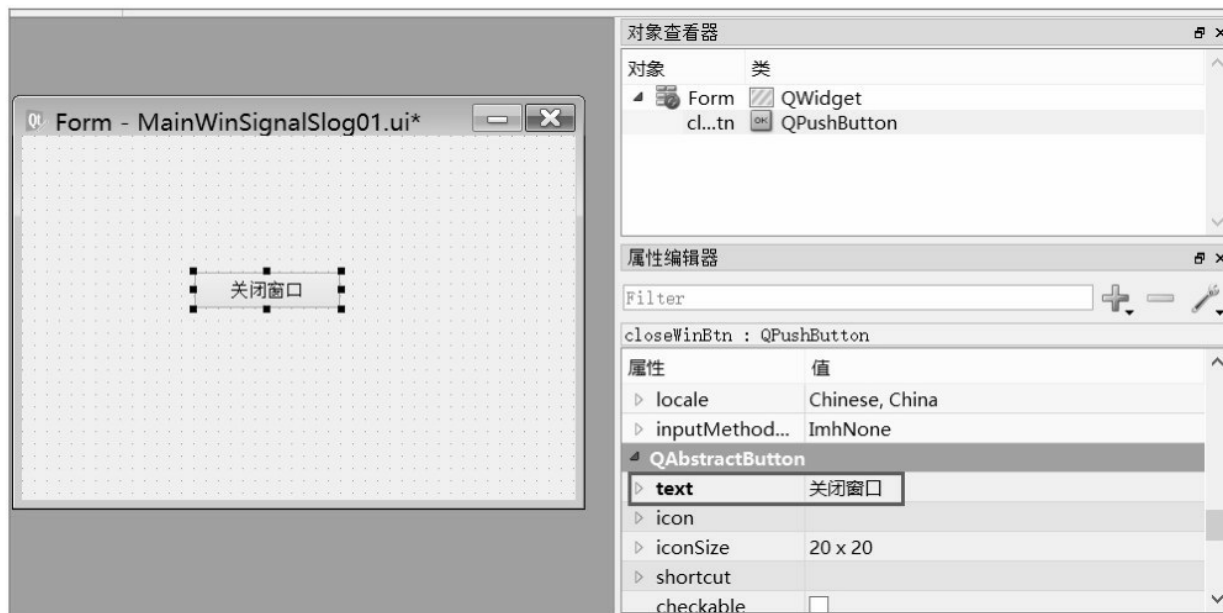 Form - MainWinSignalSlog01.ui*
关闭窗口
对象查看器
对象 类
Form QWidget
cl...tn OK QPushButton
属性编辑器
Filter
closeWinBtn : QPushButton
属性 值
locale Chinese, China
inputMethod... ImhNone
QAbstractButton
text 关闭窗口
icon
iconSize 20 x 20
shortcut
checkable